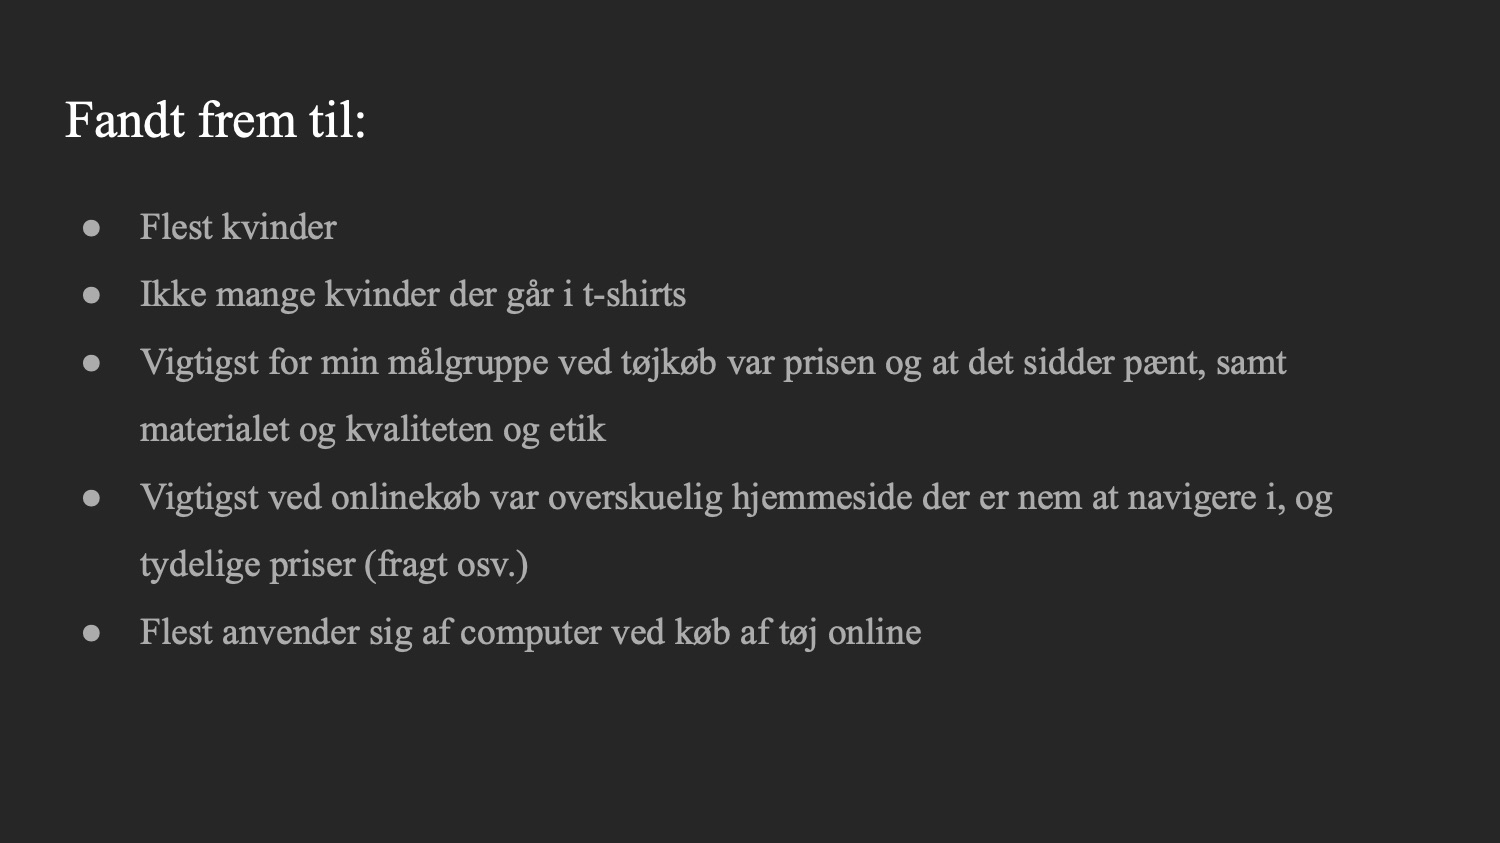 Fandt frem til:
● Flest kvinder
● Ikke mange kvinder der går i t-shirts
● Vigtigst for min målgruppe ved tøjkøb var prisen og at det sidder pænt, samt
materialet og kvaliteten og etik
● Vigtigst ved onlinekøb var overskuelig hjemmeside der er nem at navigere i, og
tydelige priser (fragt osv.)
● Flest anvender sig af computer ved køb af tøj online